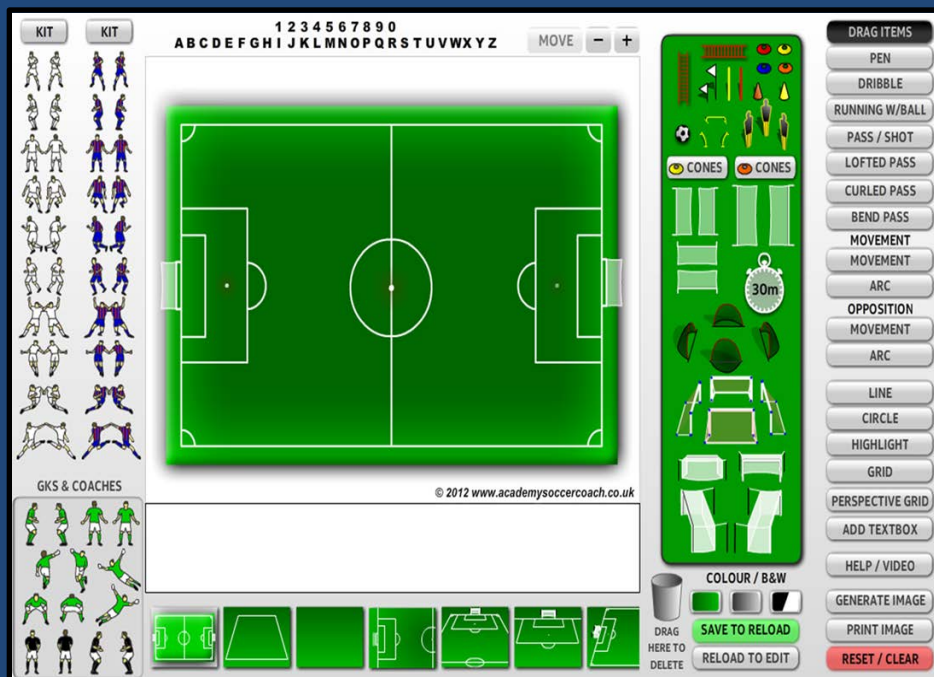 KIT
KIT
1 2 3 4 5 6 7 8 9 0
A B C D E F G H I J K L M N O P Q R S T U V W X Y Z
MOVE
− +
GKS & COACHES
© 2012 www.academysoccercoach.co.uk
CONES
CONES
30m
COLOUR / B&W
DRAG
HERE TO
DELETE
SAVE TO RELOAD
RELOAD TO EDIT
DRAG ITEMS
PEN
DRIBBLE
RUNNING W/BALL
PASS / SHOT
LOFTED PASS
CURLED PASS
BEND PASS
MOVEMENT
MOVEMENT
ARC
OPPOSITION
MOVEMENT
ARC
LINE
CIRCLE
HIGHLIGHT
GRID
PERSPECTIVE GRID
ADD TEXTBOX
HELP / VIDEO
GENERATE IMAGE
PRINT IMAGE
RESET / CLEAR